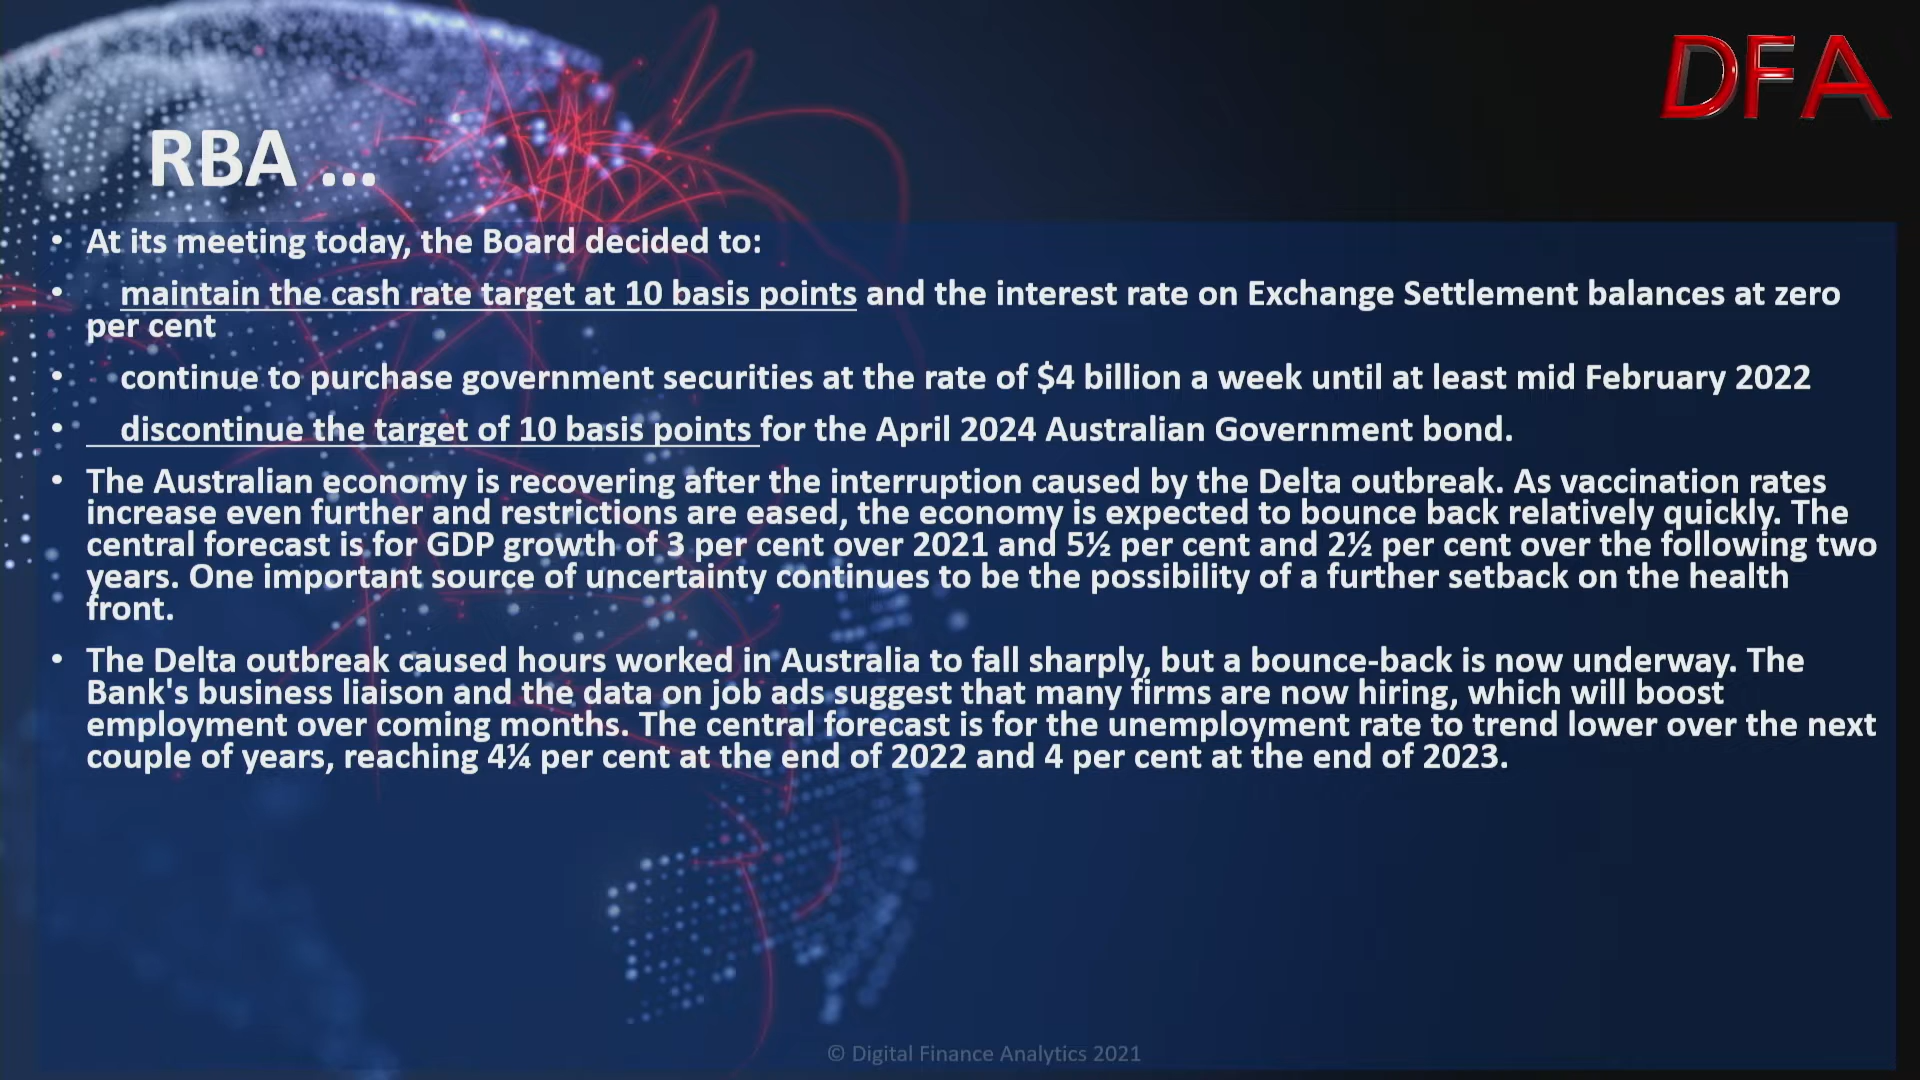 DFA
RBA ...
• At its meeting today, the Board decided to:
• maintain the cash rate target at 10 basis points and the interest rate on Exchange Settlement balances at zero
per cent
• continue to purchase government securities at the rate of $4 billion a week until at least mid February 2022
• discontinue the target of 10 basis points for the April 2024 Australian Government bond.
• The Australian economy is recovering after the interruption caused by the Delta outbreak. As vaccination rates
increase even further and restrictions are eased, the economy is expected to bounce back relatively quickly. The
central forecast is for GDP growth of 3 per cent over 2021 and 5½ per cent and 2½ per cent over the following two
years. One important source of uncertainty continues to be the possibility of a further setback on the health
front.
• The Delta outbreak caused hours worked in Australia to fall sharply, but a bounce-back is now underway. The
Bank's business liaison and the data on job ads suggest that many firms are now hiring, which will boost
employment over coming months. The central forecast is for the unemployment rate to trend lower over the next
couple of years, reaching 4¼ per cent at the end of 2022 and 4 per cent at the end of 2023.
© Digital Finance Analytics 2021